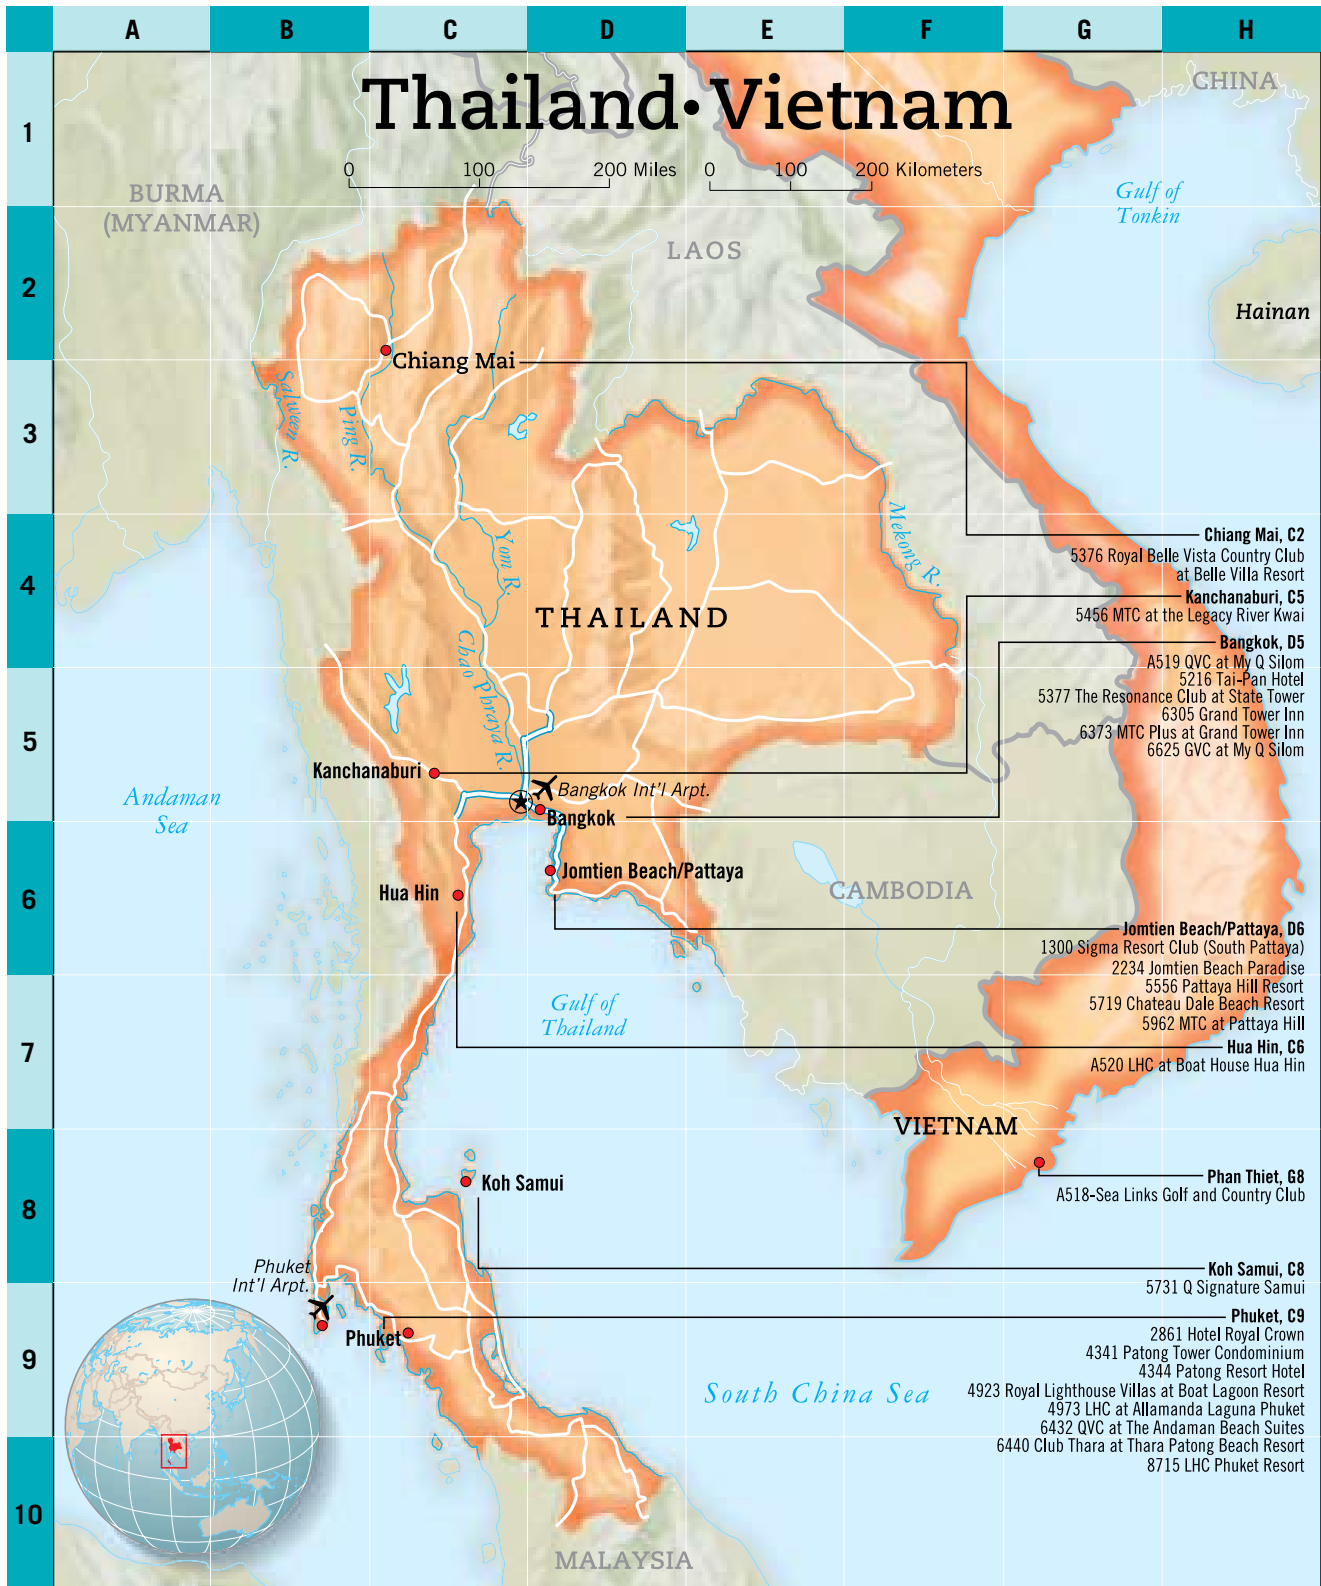 A B C D E F G H
1
2
3
4
5
6
7
8
9
10
Thailand•Vietnam
0 100 200 Miles
0 100 200 Kilometers
CHINA
BURMA
(MYANMAR)
Gulf of
Tonkin
LAOS
Hainan
Chiang Mai
Salween R.
Ping R.
Mekong R.
Yom R.
THAILAND
Chao Phraya R.
Chiang Mai, C2
5376 Royal Belle Vista Country Club
at Belle Villa Resort
Kanchanaburi, C5
5456 MTC at the Legacy River Kwai
Bangkok, D5
A519 QVC at My Q Silom
5216 Tai-Pan Hotel
5377 The Resonance Club at State Tower
6305 Grand Tower Inn
6373 MTC Plus at Grand Tower Inn
6625 GVC at My Q Silom
Kanchanaburi
Bangkok Int'l Arpt.
Bangkok
Andaman
Sea
Jomtien Beach/Pattaya
Hua Hin
CAMBODIA
Jomtien Beach/Pattaya, D6
1300 Sigma Resort Club (South Pattaya)
2234 Jomtien Beach Paradise
5556 Pattaya Hill Resort
5719 Chateau Dale Beach Resort
5962 MTC at Pattaya Hill
Gulf of
Thailand
Hua Hin, C6
A520 LHC at Boat House Hua Hin
VIETNAM
Phan Thiet, G8
A518-Sea Links Golf and Country Club
Koh Samui
Koh Samui, C8
5731 Q Signature Samui
Phuket
Int'l Arpt.
Phuket
Phuket, C9
2861 Hotel Royal Crown
4341 Patong Tower Condominium
4344 Patong Resort Hotel
4923 Royal Lighthouse Villas at Boat Lagoon Resort
4973 LHC at Allamanda Laguna Phuket
6432 QVC at The Andaman Beach Suites
6440 Club Thara at Thara Patong Beach Resort
8715 LHC Phuket Resort
South China Sea
MALAYSIA